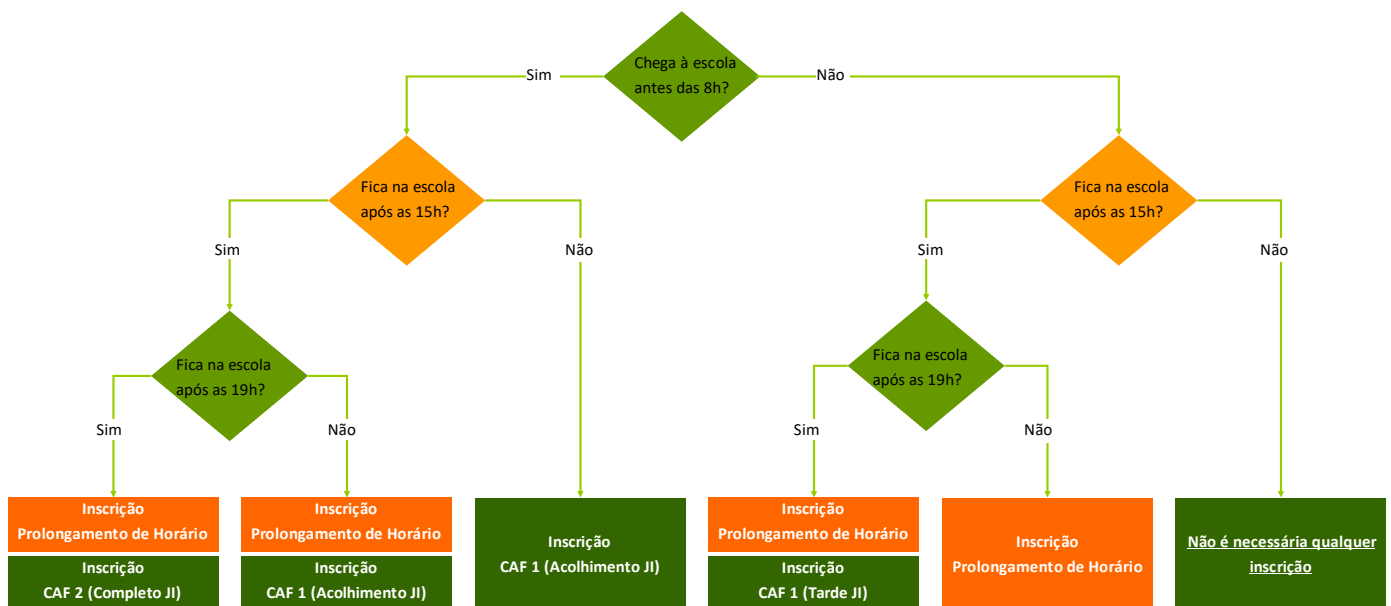 Chega à escola
antes das 8h?
Sim
Não
Fica na escola
após as 15h?
Fica na escola
após as 15h?
Sim
Não
Sim
Não
Fica na escola
após as 19h?
Fica na escola
após as 19h?
Sim
Não
Sim
Não
Inscrição
Prolongamento de Horário
Inscrição
CAF 2 (Completo JI)
Inscrição
Prolongamento de Horário
Inscrição
CAF 1 (Acolhimento JI)
Inscrição
CAF 1 (Acolhimento JI)
Inscrição
Prolongamento de Horário
Inscrição
CAF 1 (Tarde JI)
Inscrição
Prolongamento de Horário
Não é necessária qualquer
inscrição